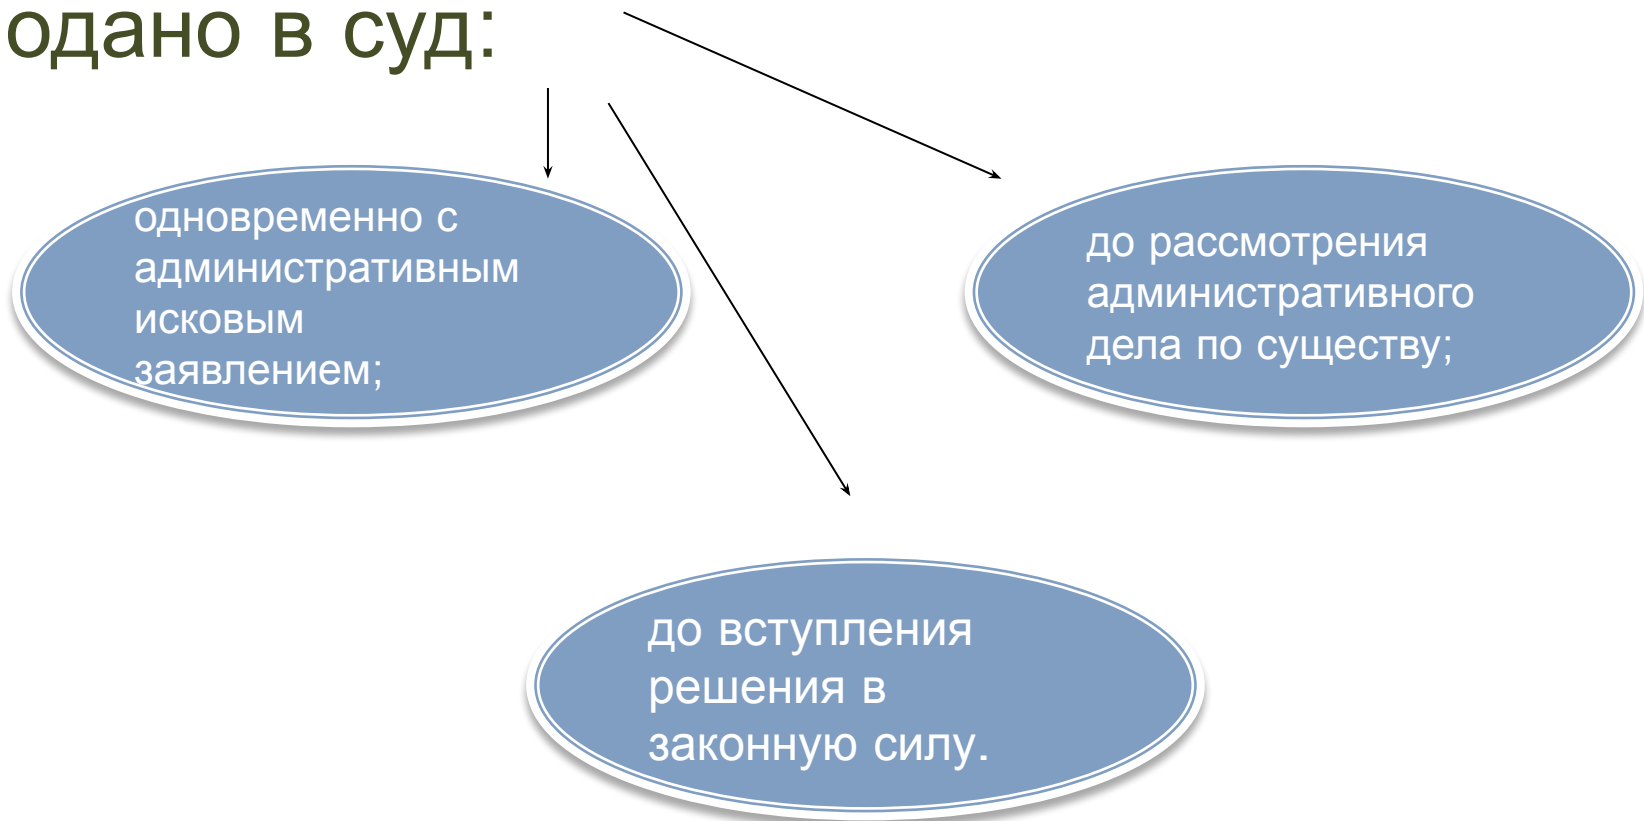 одано в суд:
одновременно с
административным
исковым
заявлением;
до рассмотрения
административного
дела по существу;
до вступления
решения в
законную силу.